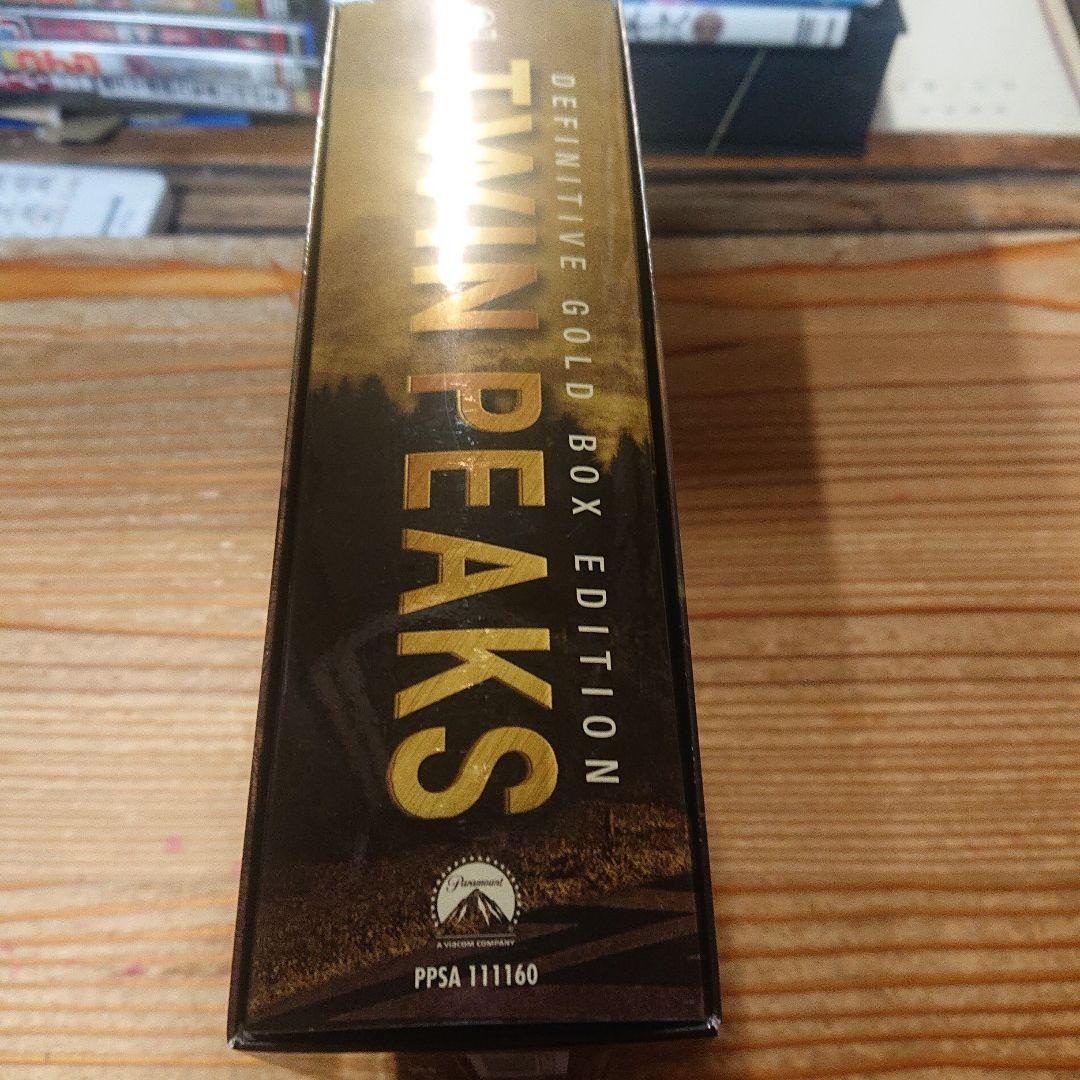 DEFINITIVE GOLD BOX EDITION
TWIN PEAKS
Paramount
A VIACOM COMPANY
PPSA 111160